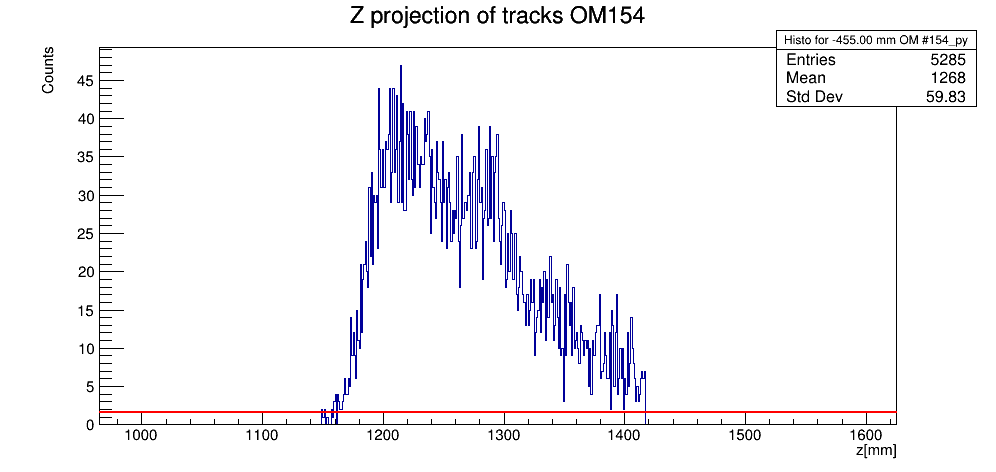 Z projection of tracks OM154
Histo for -455.00 mm OM #154_py
Entries 5285
Mean 1268
Std Dev 59.83
Counts
45
40
35
30
25
20
15
10
5
0
1000 1100 1200 1300 1400 1500 1600
z[mm]